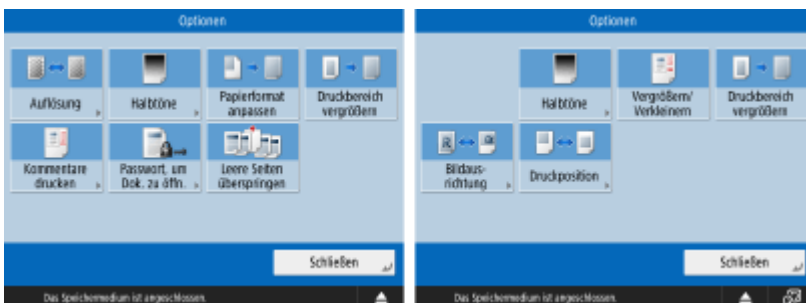 Optionen
Auflösung
Halbtöne
Papierformat
anpassen
Druckbereich
vergrößern
Kommentare
drucken
Passwort, um
Dok. zu öffn.
Leere Seiten
überspringen
Schließen
Das Speichermedium ist angeschlossen.
Optionen
Halbtöne
Vergrößern/
Verkleinern
Druckbereich
vergrößern
Bildaus-
richtung
Druckposition
Schließen
Das Speichermedium ist angeschlossen.